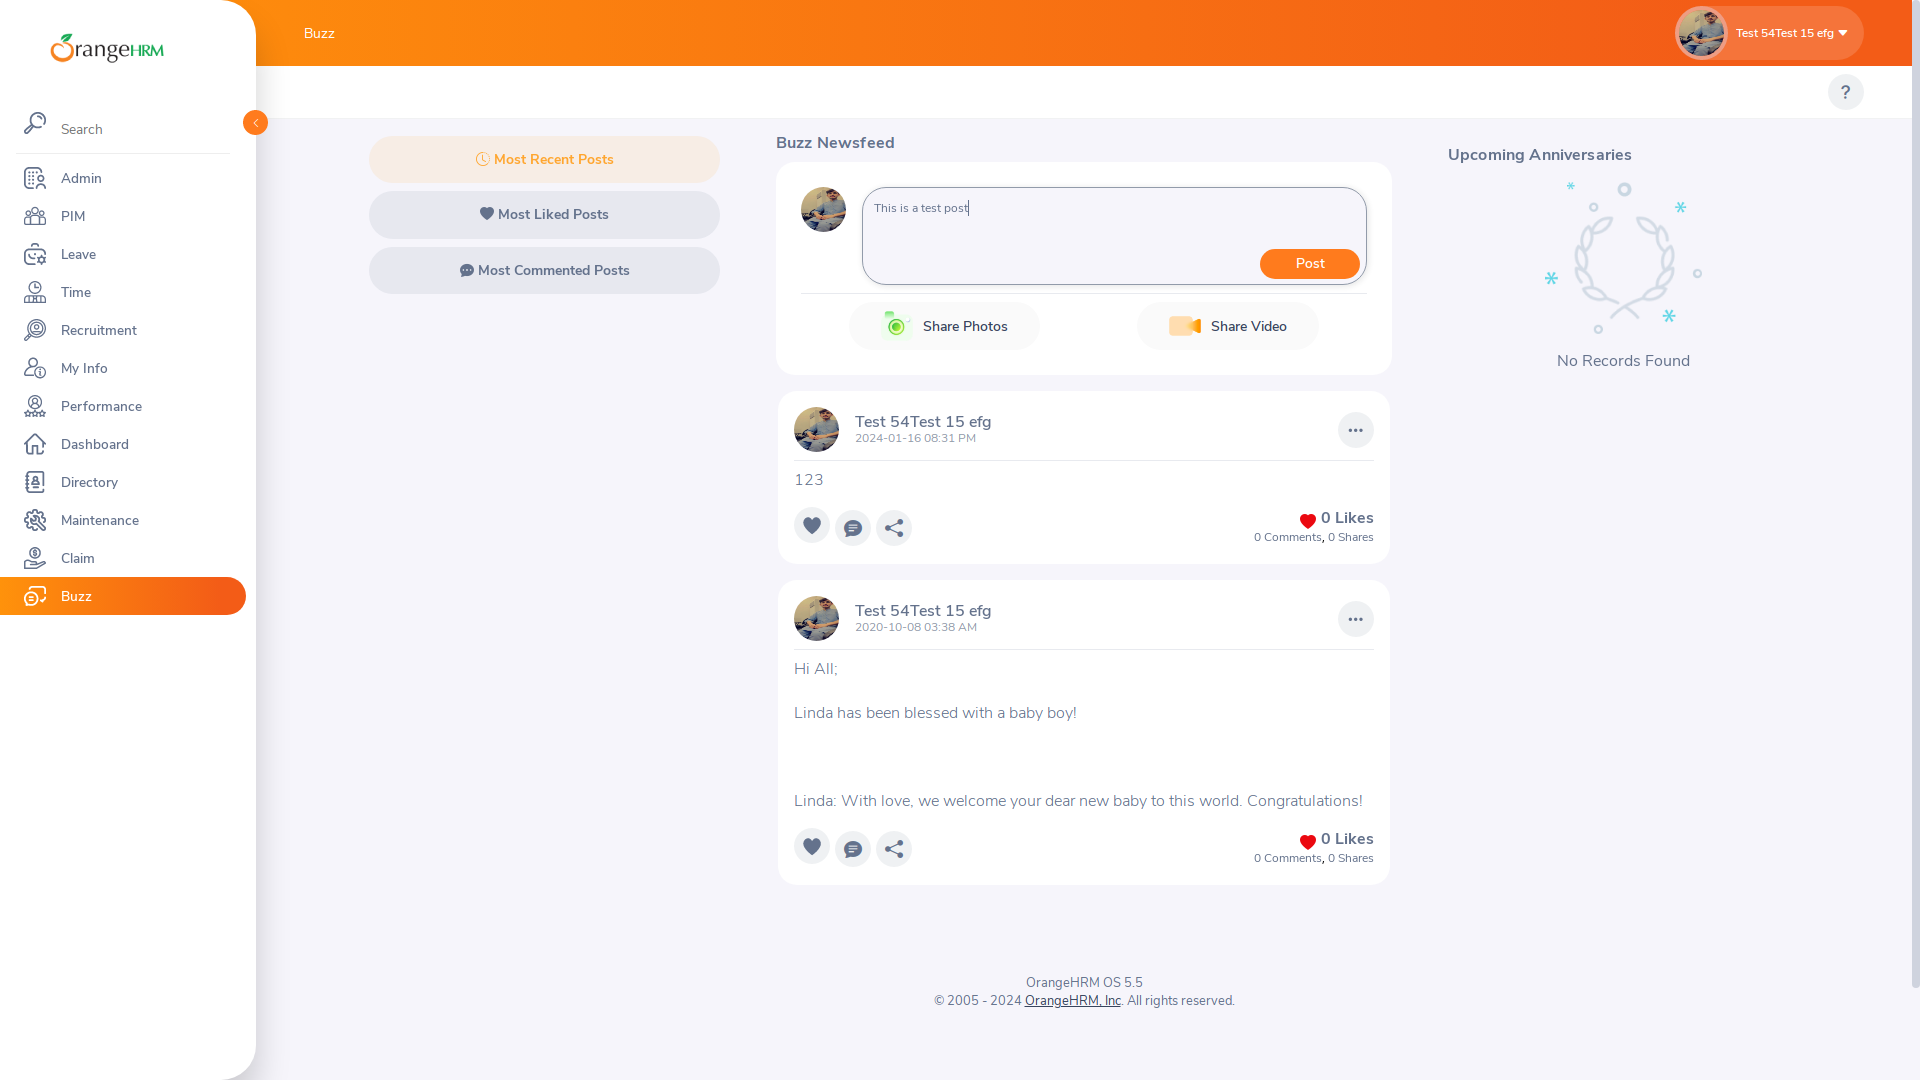 OrangeHRM
Search
Admin
PIM
Leave
Time
Recruitment
My Info
Performance
Dashboard
Directory
Maintenance
Claim
Buzz
Buzz
Test 54Test 15 efg
?
Most Recent Posts
Most Liked Posts
Most Commented Posts
Buzz Newsfeed
This is a test post
Post
Share Photos
Share Video
Test 54Test 15 efg
2024-01-16 08:31 PM
123
0 Likes
0 Comments, 0 Shares
Test 54Test 15 efg
2020-10-08 03:38 AM
Hi All;
Linda has been blessed with a baby boy!
Linda: With love, we welcome your dear new baby to this world. Congratulations!
0 Likes
0 Comments, 0 Shares
Upcoming Anniversaries
No Records Found
OrangeHRM OS 5.5
© 2005 - 2024 OrangeHRM, Inc. All rights reserved.